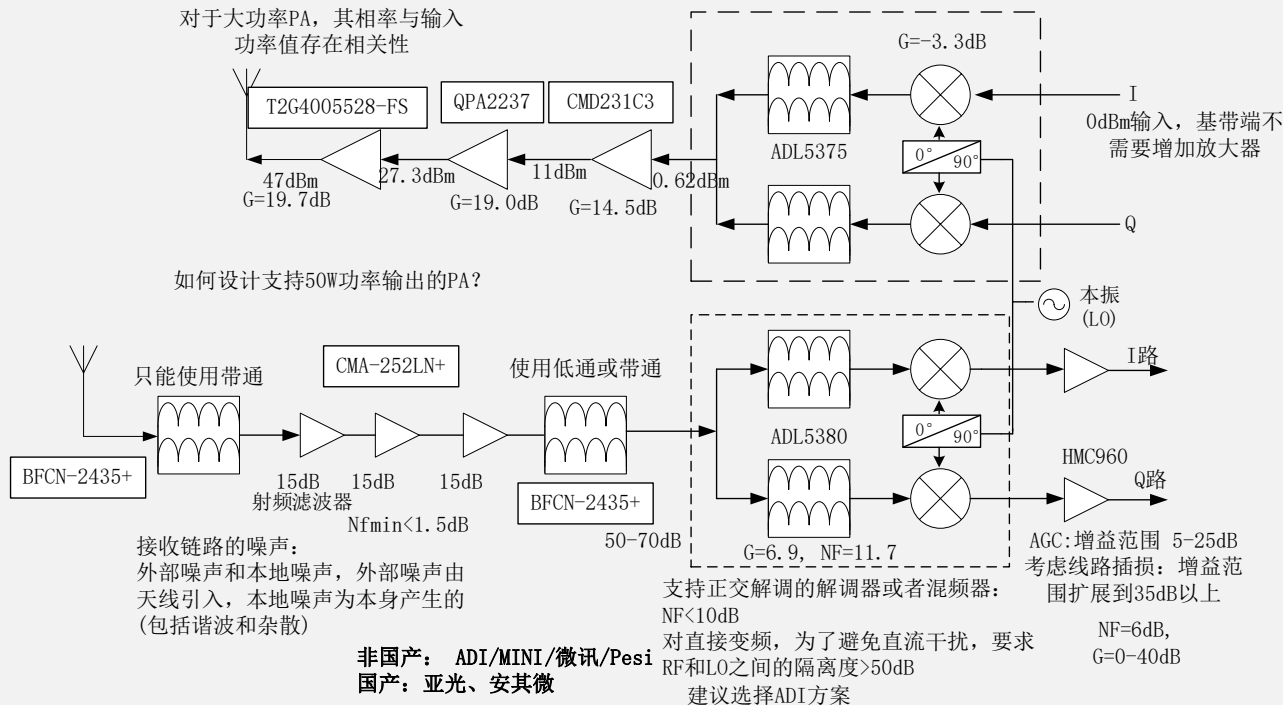 对于大功率PA，其相率与输入
功率值存在相关性
G=-3.3dB
T2G4005528-FS
QPA2237
CMD231C3
I
0dBm输入，基带端不
需要增加放大器
ADL5375
0°
90°
47dBm
27.3dBm
11dBm
0.62dBm
G=19.7dB
G=19.0dB
G=14.5dB
Q
如何设计支持50W功率输出的PA？
本振
(LO)
CMA-252LN+
只能使用带通
使用低通或带通
I路
ADL5380
0°
90°
BFCN-2435+
15dB
15dB
15dB
射频滤波器
Nfmin<1.5dB
BFCN-2435+
50-70dB
HMC960
Q路
G=6.9, NF=11.7
接收链路的噪声：
外部噪声和本地噪声，外部噪声由
天线引入，本地噪声为本身产生的
(包括谐波和杂散)
AGC:增益范围 5-25dB
考虑线路插损：增益范
围扩展到35dB以上
NF=6dB,
G=0-40dB
支持正交解调的解调器或者混频器：
NF<10dB
对直接变频，为了避免直流干扰，要求
RF和LO之间的隔离度>50dB
建议选择ADI方案
非国产： ADI/MINI/微讯/Pesi
国产：亚光、安其微